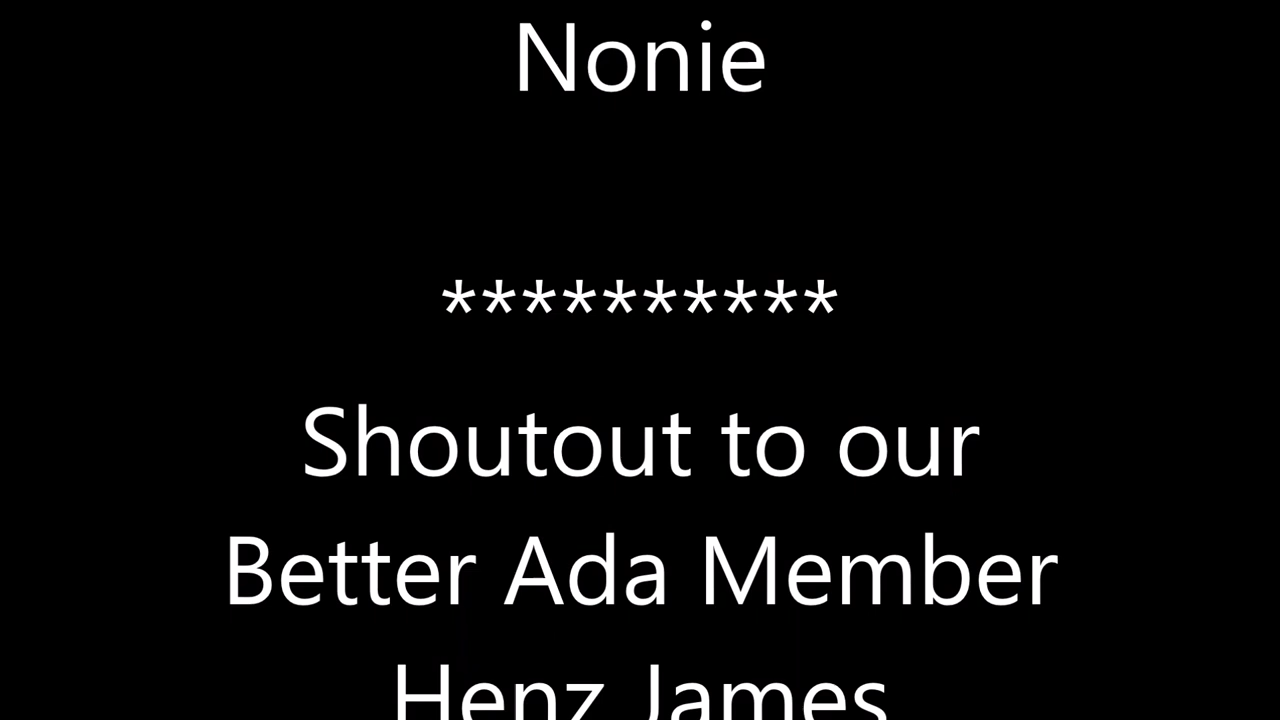 Nonie
**********
Shoutout to our
Better Ada Member
Henz James